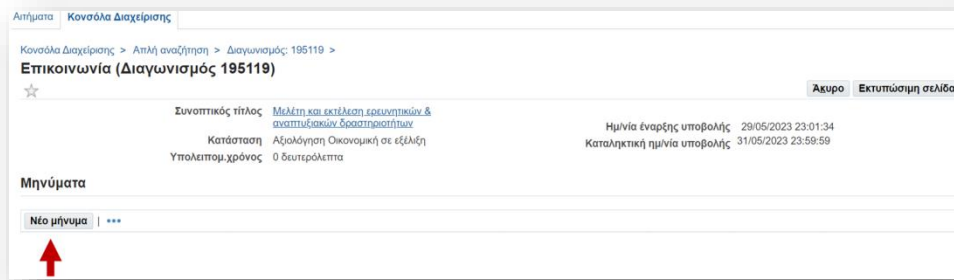 Αιτήματα Κονσόλα Διαχείρισης
Κονσόλα Διαχείρισης > Απλή αναζήτηση > Διαγωνισμός: 195119 >
Επικοινωνία (Διαγωνισμός 195119)
Άκυρο Εκτυπώσιμη σελίδα
Συνοπτικός τίτλος Μελέτη και εκτέλεση ερευνητικών &
αναπτυξιακών δραστηριοτήτων
Κατάσταση Αξιολόγηση Οικονομική σε εξέλιξη
Υπολειπομ.χρόνος 0 δευτερόλεπτα
Ημ/νία έναρξης υποβολής 29/05/2023 23:01:34
Καταληκτική ημ/νία υποβολής 31/05/2023 23:59:59
Μηνύματα
Νέο μήνυμα | •••